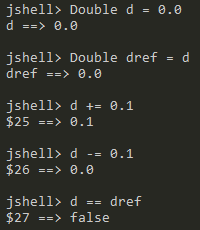 jshell> Double d = 0.0
d ==> 0.0
jshell> Double dref = d
dref ==> 0.0
jshell> d += 0.1
$25 ==> 0.1
jshell> d -= 0.1
$26 ==> 0.0
jshell> d == dref
$27 ==> false